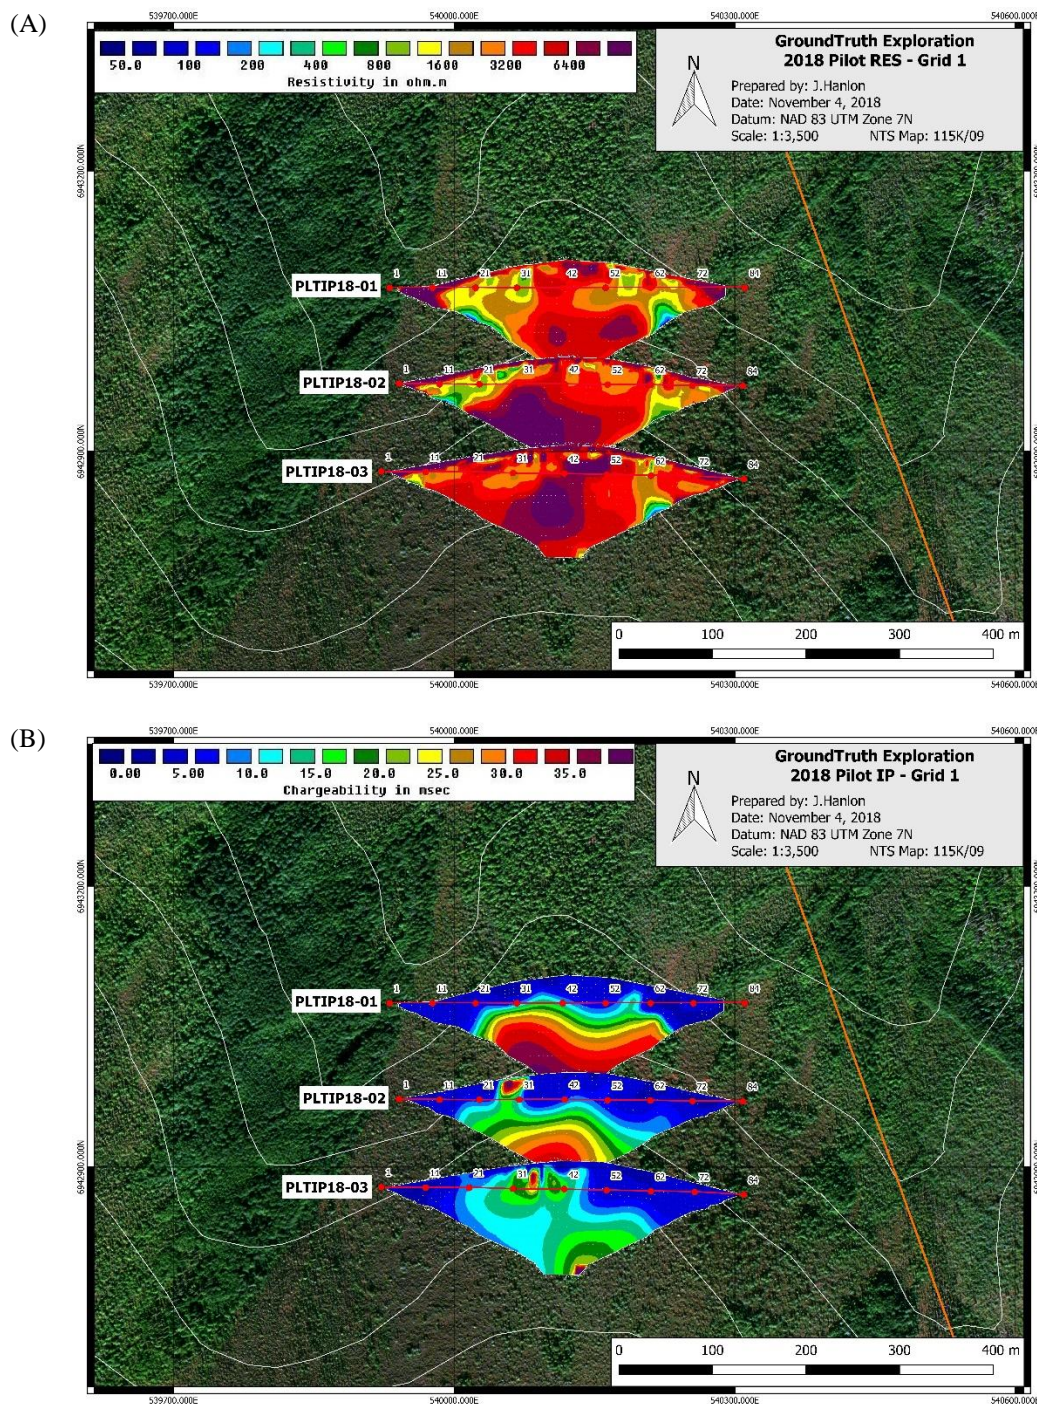 (A)
539700.000E 540000.000E 540300.000E 540600.000E
50.0 100 200 400 800 1600 3200 6400
Resistivity in ohm.m
GroundTruth Exploration
2018 Pilot RES - Grid 1
N
Prepared by: J.Hanlon
Date: November 4, 2018
Datum: NAD 83 UTM Zone 7N
Scale: 1:3,500 NTS Map: 115K/09
6943200.000N 6943200.000N
1 11 21 31 42 52 62 72 84
PLTIP18-01
1 11 21 31 42 52 62 72 84
PLTIP18-02
6942900.000N 6942900.000N
1 11 21 31 42 52 62 72 84
PLTIP18-03
0 100 200 300 400 m
539700.000E 540000.000E 540300.000E 540600.000E
(B)
539700.000E 540000.000E 540300.000E 540600.000E
0.00 5.00 10.0 15.0 20.0 25.0 30.0 35.0
Chargeability in msec
GroundTruth Exploration
2018 Pilot IP - Grid 1
N
Prepared by: J.Hanlon
Date: November 4, 2018
Datum: NAD 83 UTM Zone 7N
Scale: 1:3,500 NTS Map: 115K/09
6943200.000N 6943200.000N
1 11 21 31 42 52 62 72 84
PLTIP18-01
1 11 21 31 42 52 62 72 84
PLTIP18-02
6942900.000N 6942900.000N
1 11 21 31 42 52 62 72 84
PLTIP18-03
0 100 200 300 400 m
539700.000E 540000.000E 540300.000E 540600.000E